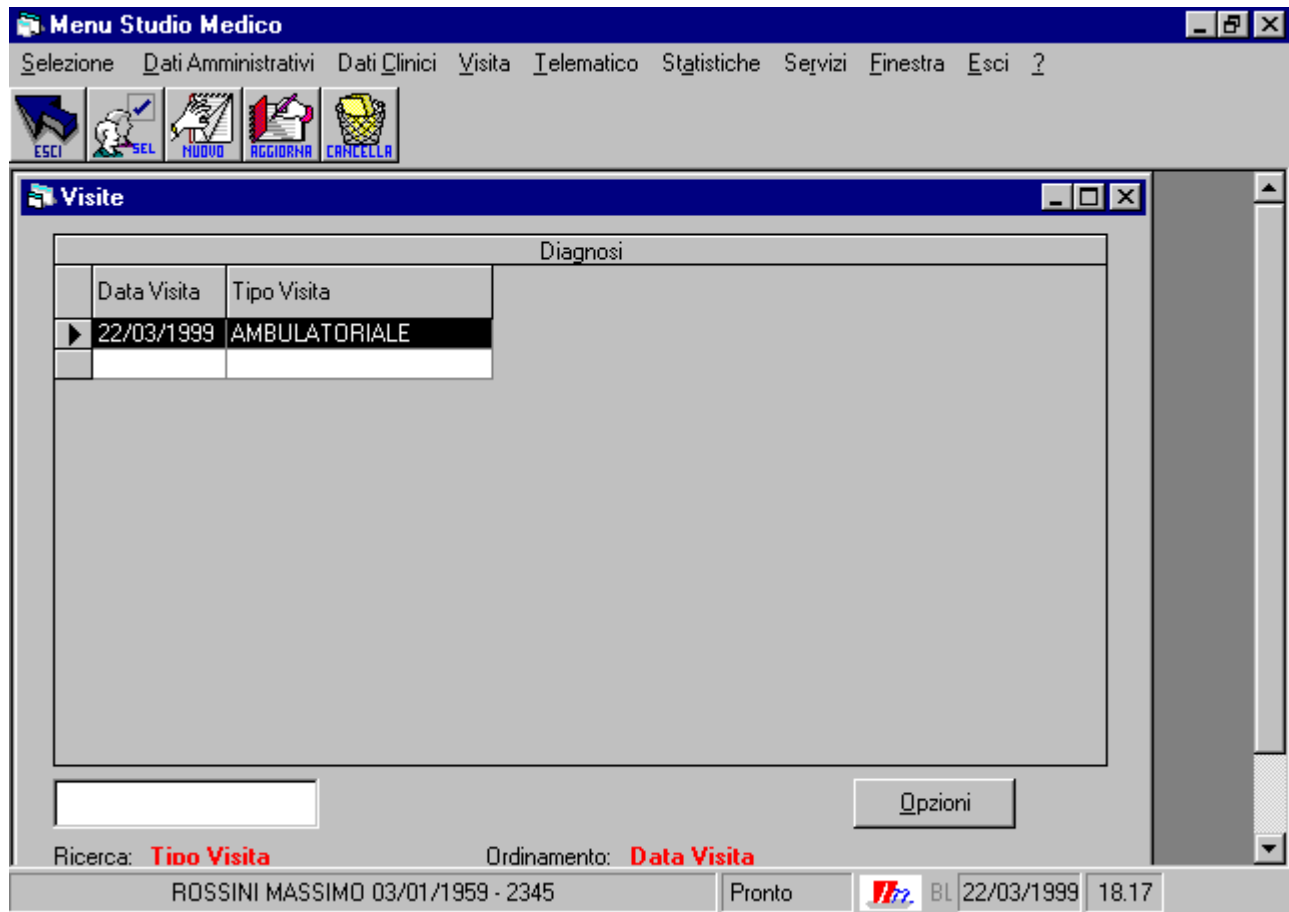 Menu Studio Medico
Selezione Dati Amministrativi Dati Clinici Visita Telematico Statistiche Servizi Finestra Esci ?
ESCI SEL NUOVO AGGIORNA CANCELLA
Visite
Diagnosi
Data Visita Tipo Visita
22/03/1999 AMBULATORIALE
Opzioni
Ricerca: Tipo Visita Ordinamento: Data Visita
ROSSINI MASSIMO 03/01/1959 - 2345 Pronto BL 22/03/1999 18.17